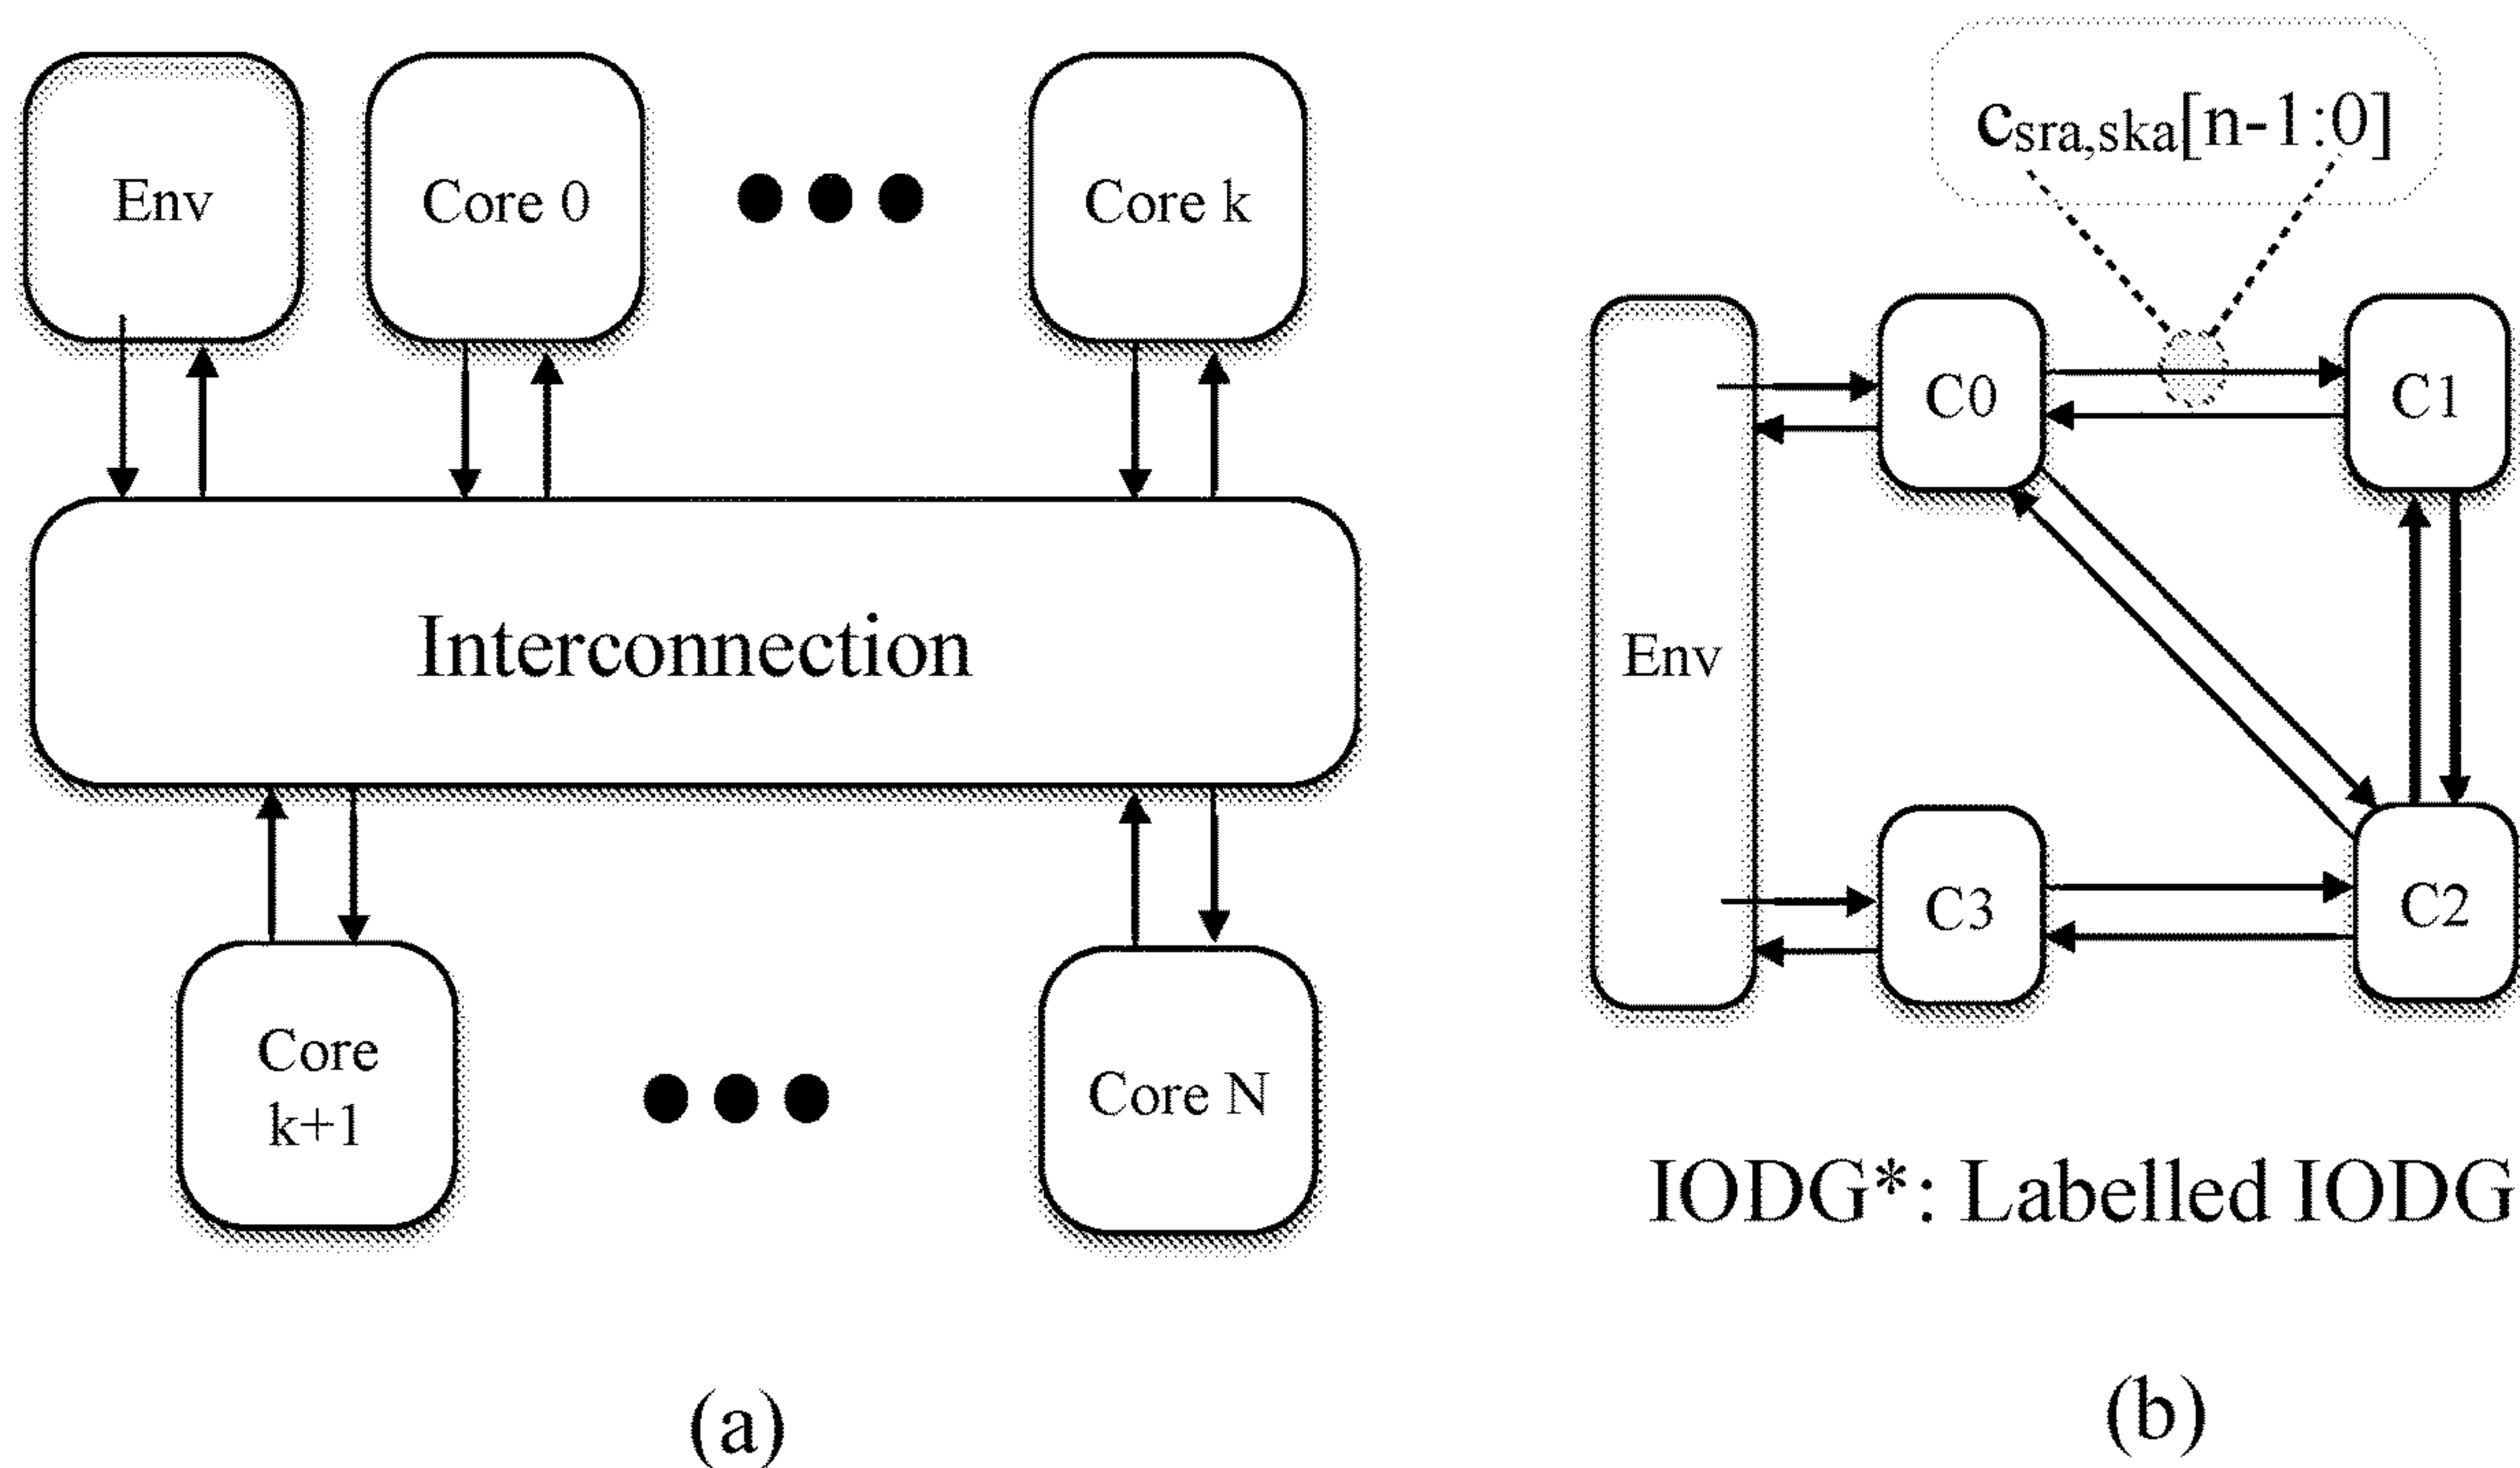 Env
Core 0
Core k
Interconnection
Core
k+1
Core N
(a)
csra,ska[n-1:0]
C0
C1
Env
C3
C2
IODG*: Labelled IODG
(b)